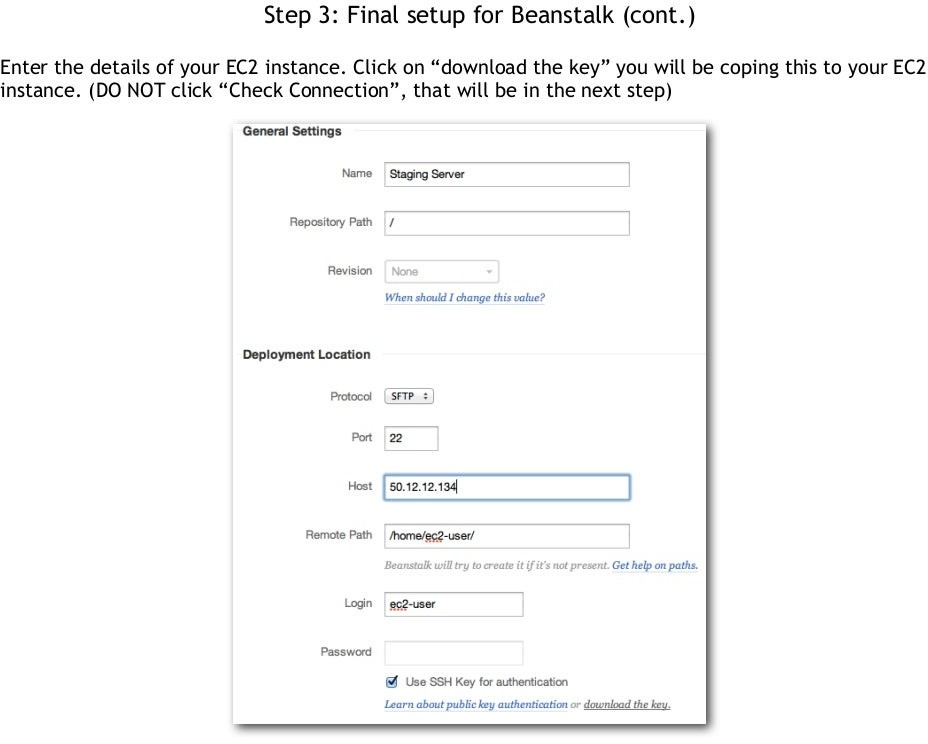 Step 3: Final setup for Beanstalk (cont.)
Enter the details of your EC2 instance. Click on “download the key” you will be coping this to your EC2
instance. (DO NOT click “Check Connection”, that will be in the next step)
General Settings
Name Staging Server
Repository Path /
Revision None
When should I change this value?
Deployment Location
Protocol SFTP
Port 22
Host 50.12.12.134
Remote Path /home/ec2-user/
Beanstalk will try to create it if it's not present. Get help on paths.
Login ec2-user
Password
Use SSH Key for authentication
Learn about public key authentication or download the key.